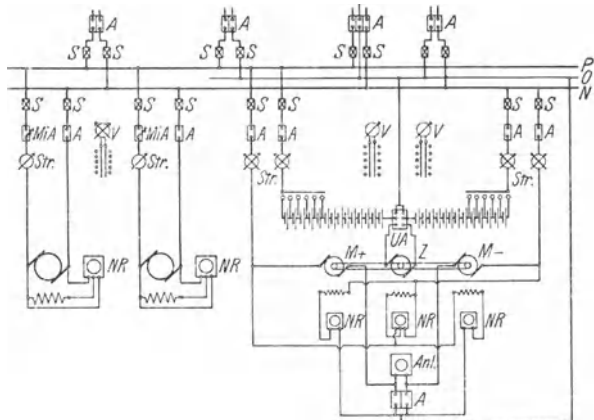 A A A A
S S S S S S S S
P
O
N
S S S S S S S S
MiA A V MiA A A A V V A A
Str. Str. Str. Str.
UA
M+ Z M-
NR NR
NR NR NR
Anl.
A